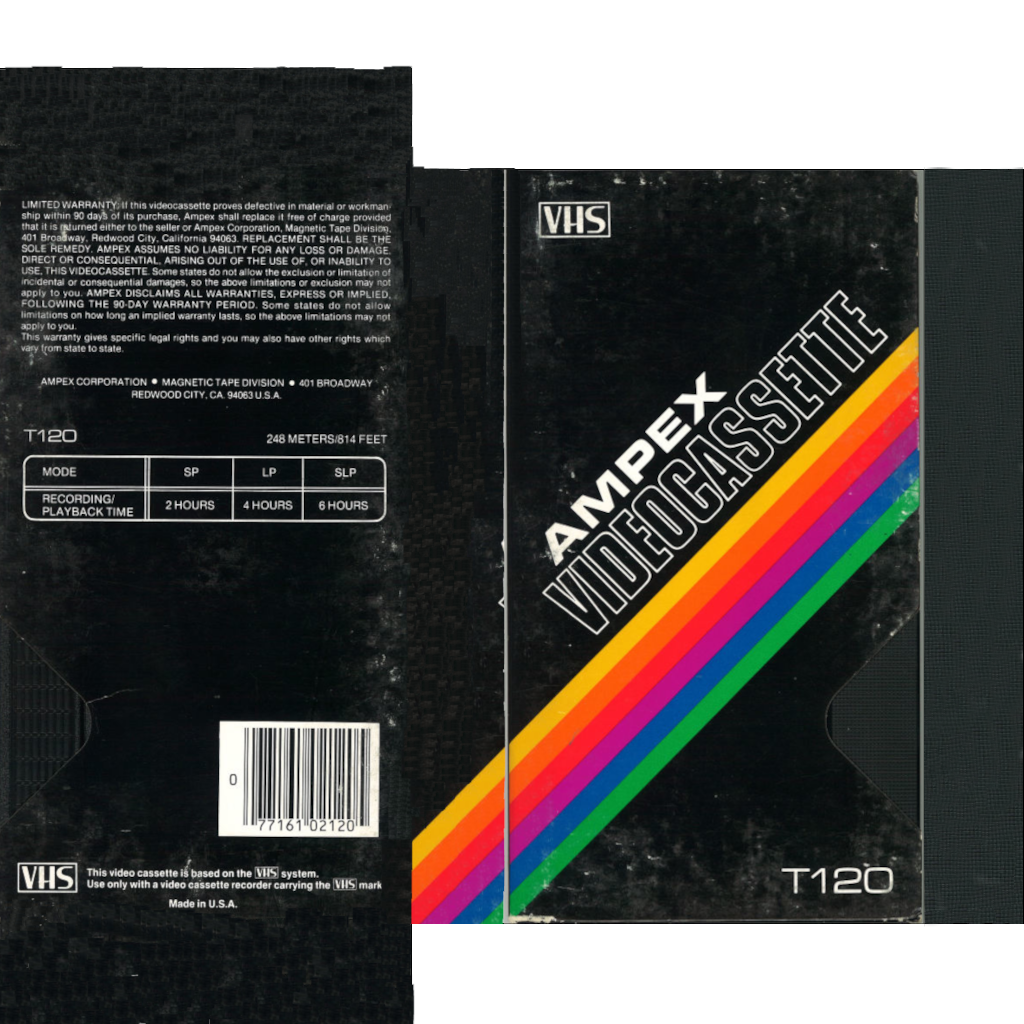 LIMITED WARRANTY: If this videocassette proves defective in material or workman-
ship within 90 days of its purchase, Ampex shall replace it free of charge provided
that it is returned either to the seller or Ampex Corporation, Magnetic Tape Division,
401 Broadway, Redwood City, California 94063. REPLACEMENT SHALL BE THE
SOLE REMEDY. AMPEX ASSUMES NO LIABILITY FOR ANY LOSS OR DAMAGE,
DIRECT OR CONSEQUENTIAL, ARISING OUT OF THE USE OF, OR INABILITY TO
USE, THIS VIDEOCASSETTE. Some states do not allow the exclusion or limitation of
incidental or consequential damages, so the above limitations or exclusion may not
apply to you. AMPEX DISCLAIMS ALL WARRANTIES, EXPRESS OR IMPLIED,
FOLLOWING THE 90-DAY WARRANTY PERIOD. Some states do not allow
limitations on how long an implied warranty lasts, so the above limitations may not
apply to you.
This warranty gives specific legal rights and you may also have other rights which
vary from state to state.
AMPEX CORPORATION ● MAGNETIC TAPE DIVISION ● 401 BROADWAY
REDWOOD CITY, CA. 94063 U.S.A.
T120 248 METERS/814 FEET
MODE SP LP SLP
RECORDING/
PLAYBACK TIME 2 HOURS 4 HOURS 6 HOURS
0 77161 02120
VHS This video cassette is based on the VHS system.
Use only with a video cassette recorder carrying the VHS mark
Made in U.S.A.
VHS
AMPEX
VIDEOCASSETTE
T120